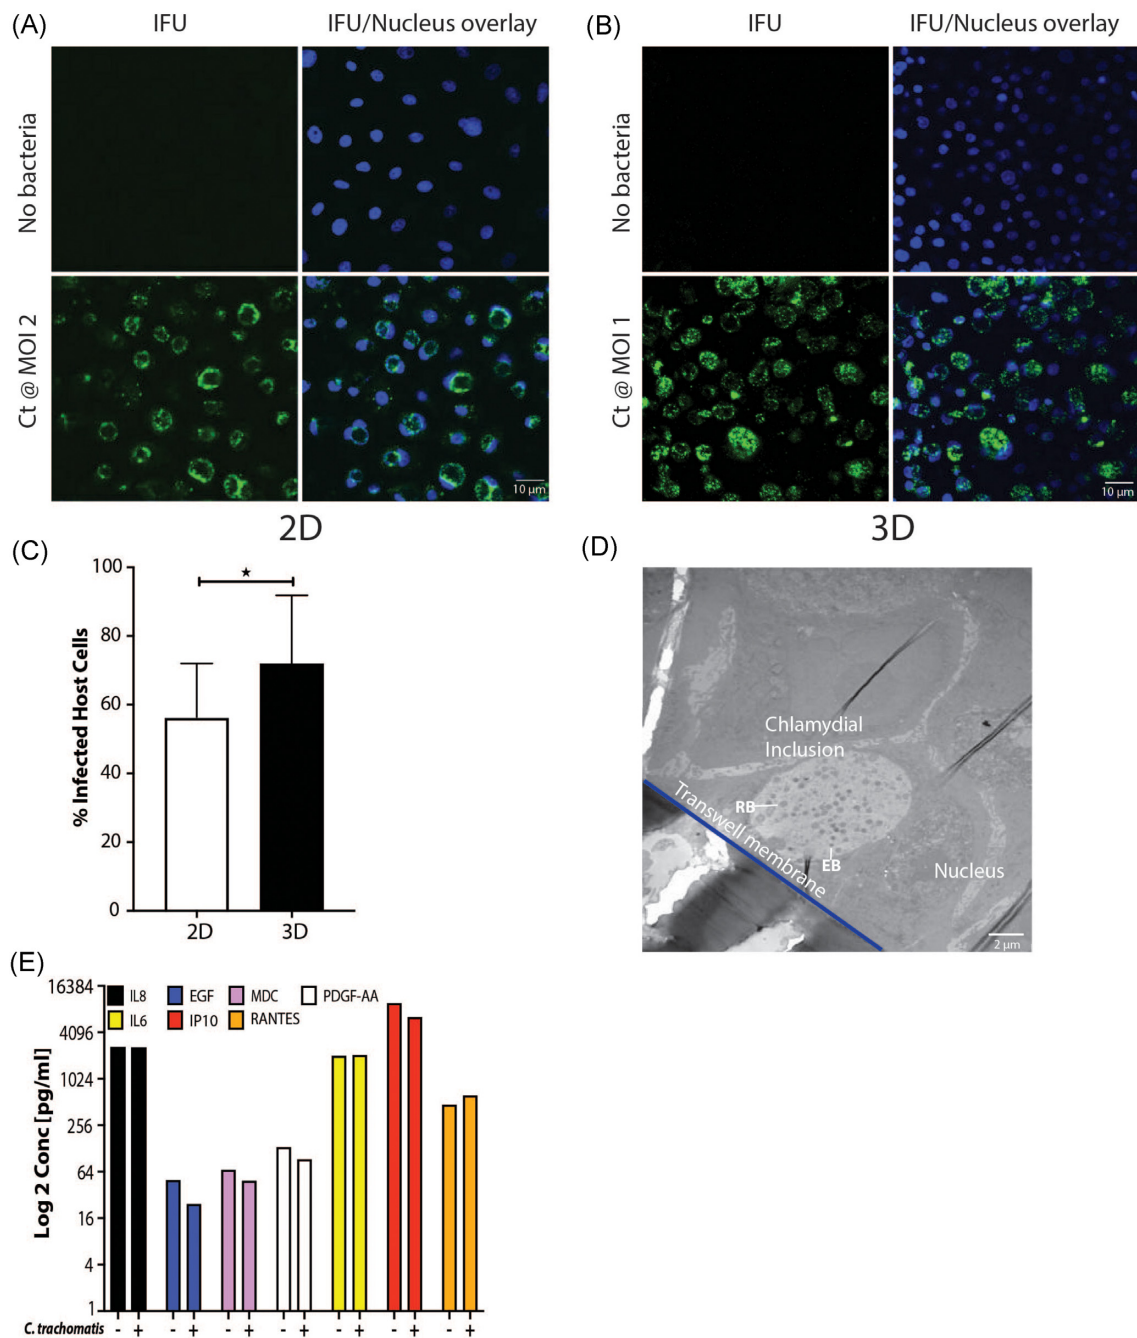 (A)
IFU
IFU/Nucleus overlay
No bacteria
Ct @ MOI 2
10 µm
2D
(B)
IFU
IFU/Nucleus overlay
No bacteria
Ct @ MOI 1
10 µm
3D
(C)
% Infected Host Cells
100
80
60
40
20
0
★
2D
3D
(D)
Chlamydial
Inclusion
RB
EB
Transwell membrane
Nucleus
2 µm
(E)
Log 2 Conc [pg/ml]
16384
4096
1024
256
64
16
4
1
IL8 EGF MDC PDGF-AA
IL6 IP10 RANTES
C. trachomatis - + - + - + - + - + - + - +